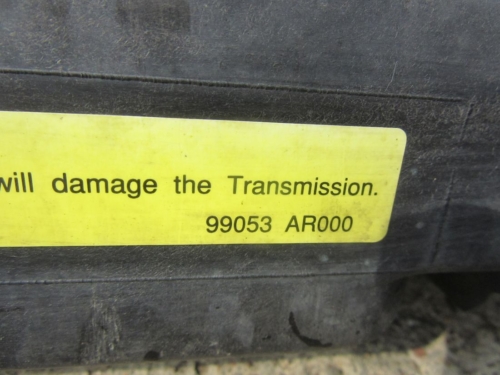 will damage the Transmission.
99053 AR000